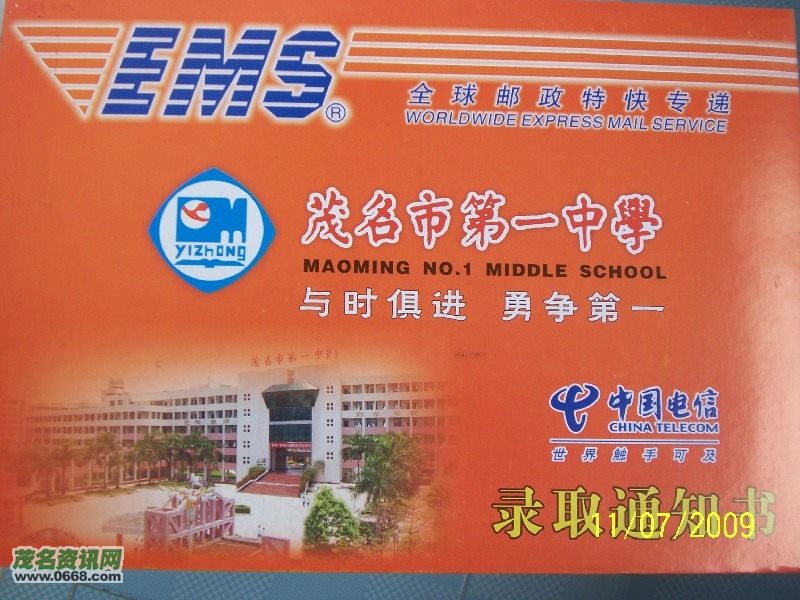 EMS®
全球邮政特快专递
WORLDWIDE EXPRESS MAIL SERVICE
YIZHONG
茂名市第一中學
MAOMING NO.1 MIDDLE SCHOOL
与时俱进 勇争第一
茂名市第一中學
中国电信
CHINA TELECOM
世界触手可及
录取通知书
11/07/2009
茂名资讯网
www.0668.com